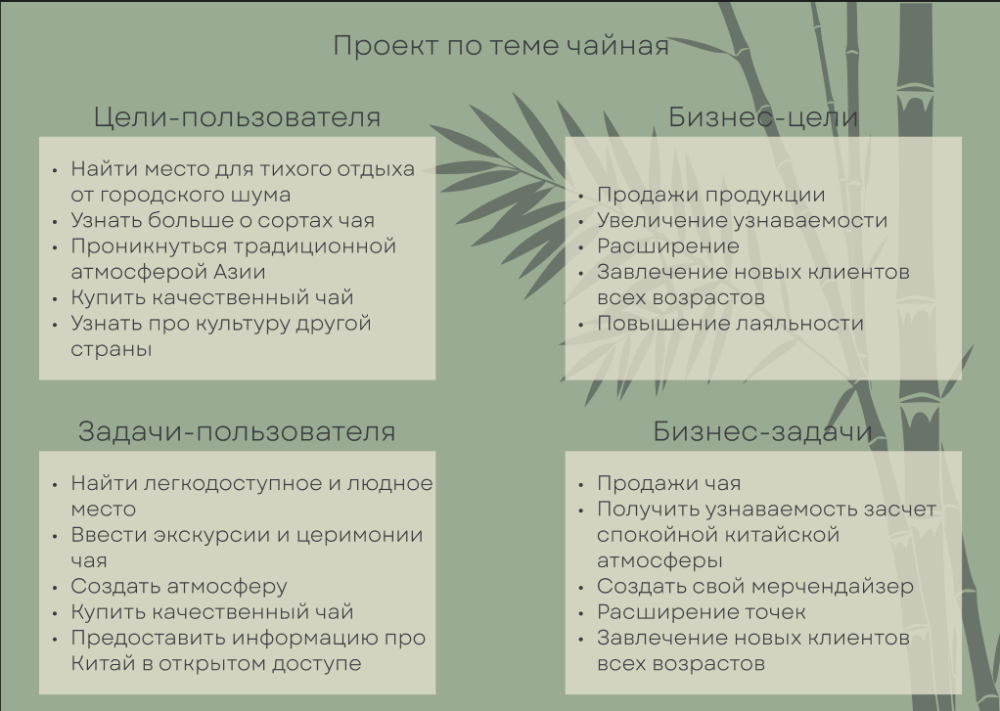 Проект по теме чайная
Цели-пользователя
• Найти место для тихого отдыха
от городского шума
• Узнать больше о сортах чая
• Проникнуться традиционной
атмосферой Азии
• Купить качественный чай
• Узнать про культуру другой
страны
Бизнес-цели
• Продажи продукции
• Увеличение узнаваемости
• Расширение
• Завлечение новых клиентов
всех возрастов
• Повышение лаяльности
Задачи-пользователя
• Найти легкодоступное и людное
место
• Ввести экскурсии и церимонии
чая
• Создать атмосферу
• Купить качественный чай
• Предоставить информацию про
Китай в открытом доступе
Бизнес-задачи
• Продажи чая
• Получить узнаваемость засчет
спокойной китайской
атмосферы
• Создать свой мерчендайзер
• Расширение точек
• Завлечение новых клиентов
всех возрастов